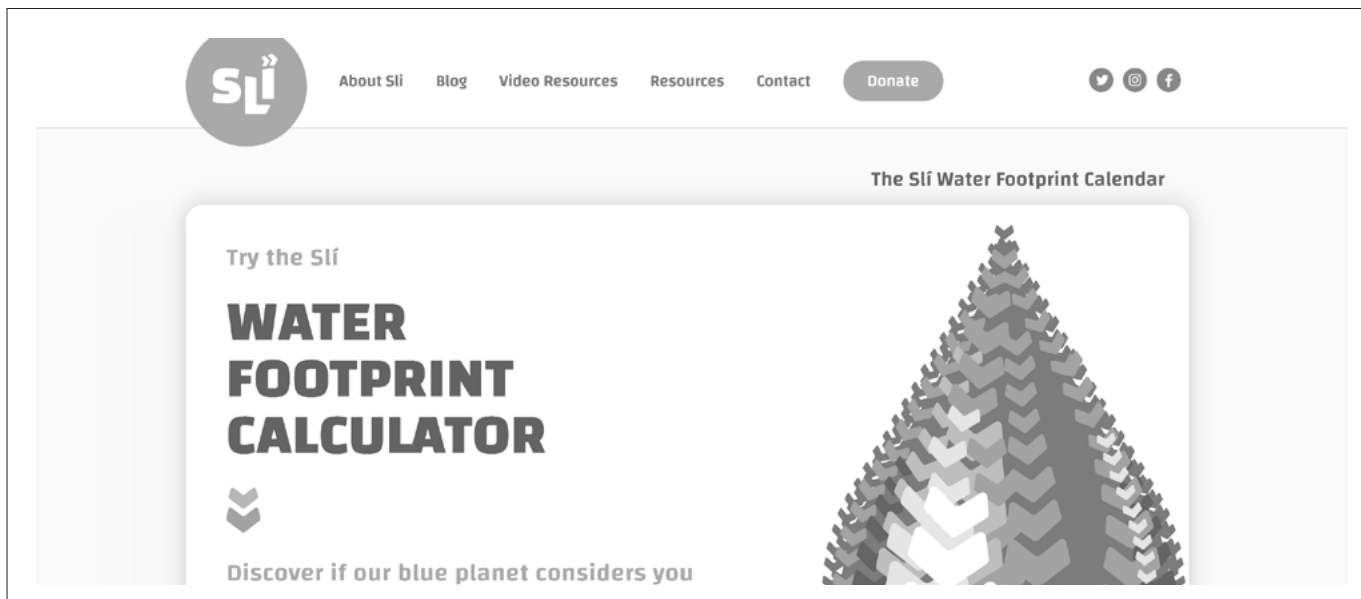 SLÍ
About Sli Blog Video Resources Resources Contact Donate
The Slí Water Footprint Calendar
Try the Slí
WATER
FOOTPRINT
CALCULATOR
Discover if our blue planet considers you